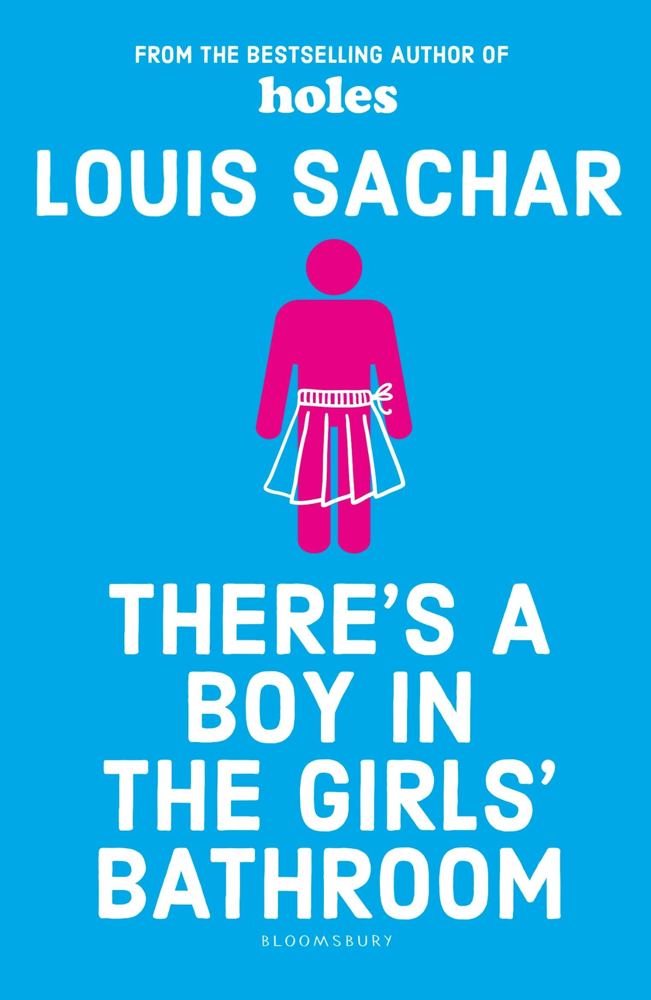 FROM THE BESTSELLING AUTHOR OF
holes
LOUIS SACHAR
THERE'S A
BOY IN
THE GIRLS'
BATHROOM
BLOOMSBURY